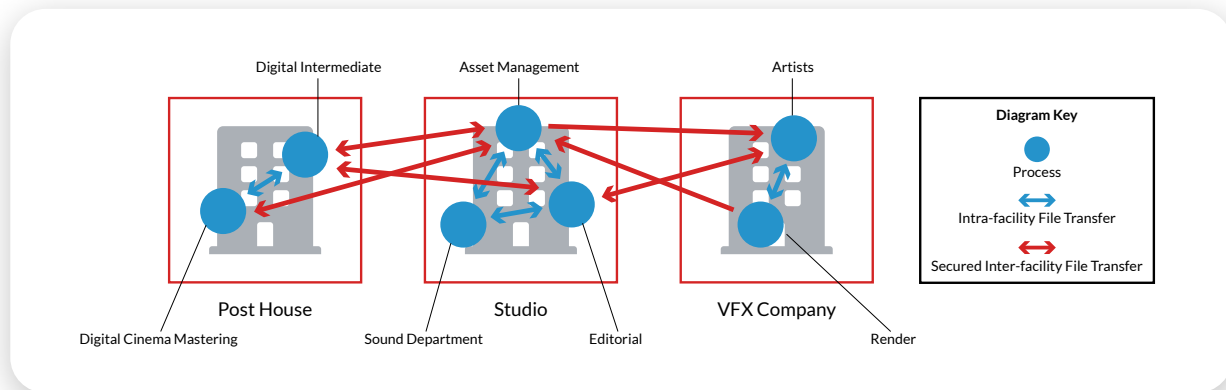 Digital Intermediate
Asset Management
Artists
Diagram Key
Process
Intra-facility File Transfer
Secured Inter-facility File Transfer
Post House
Studio
VFX Company
Digital Cinema Mastering
Sound Department
Editorial
Render